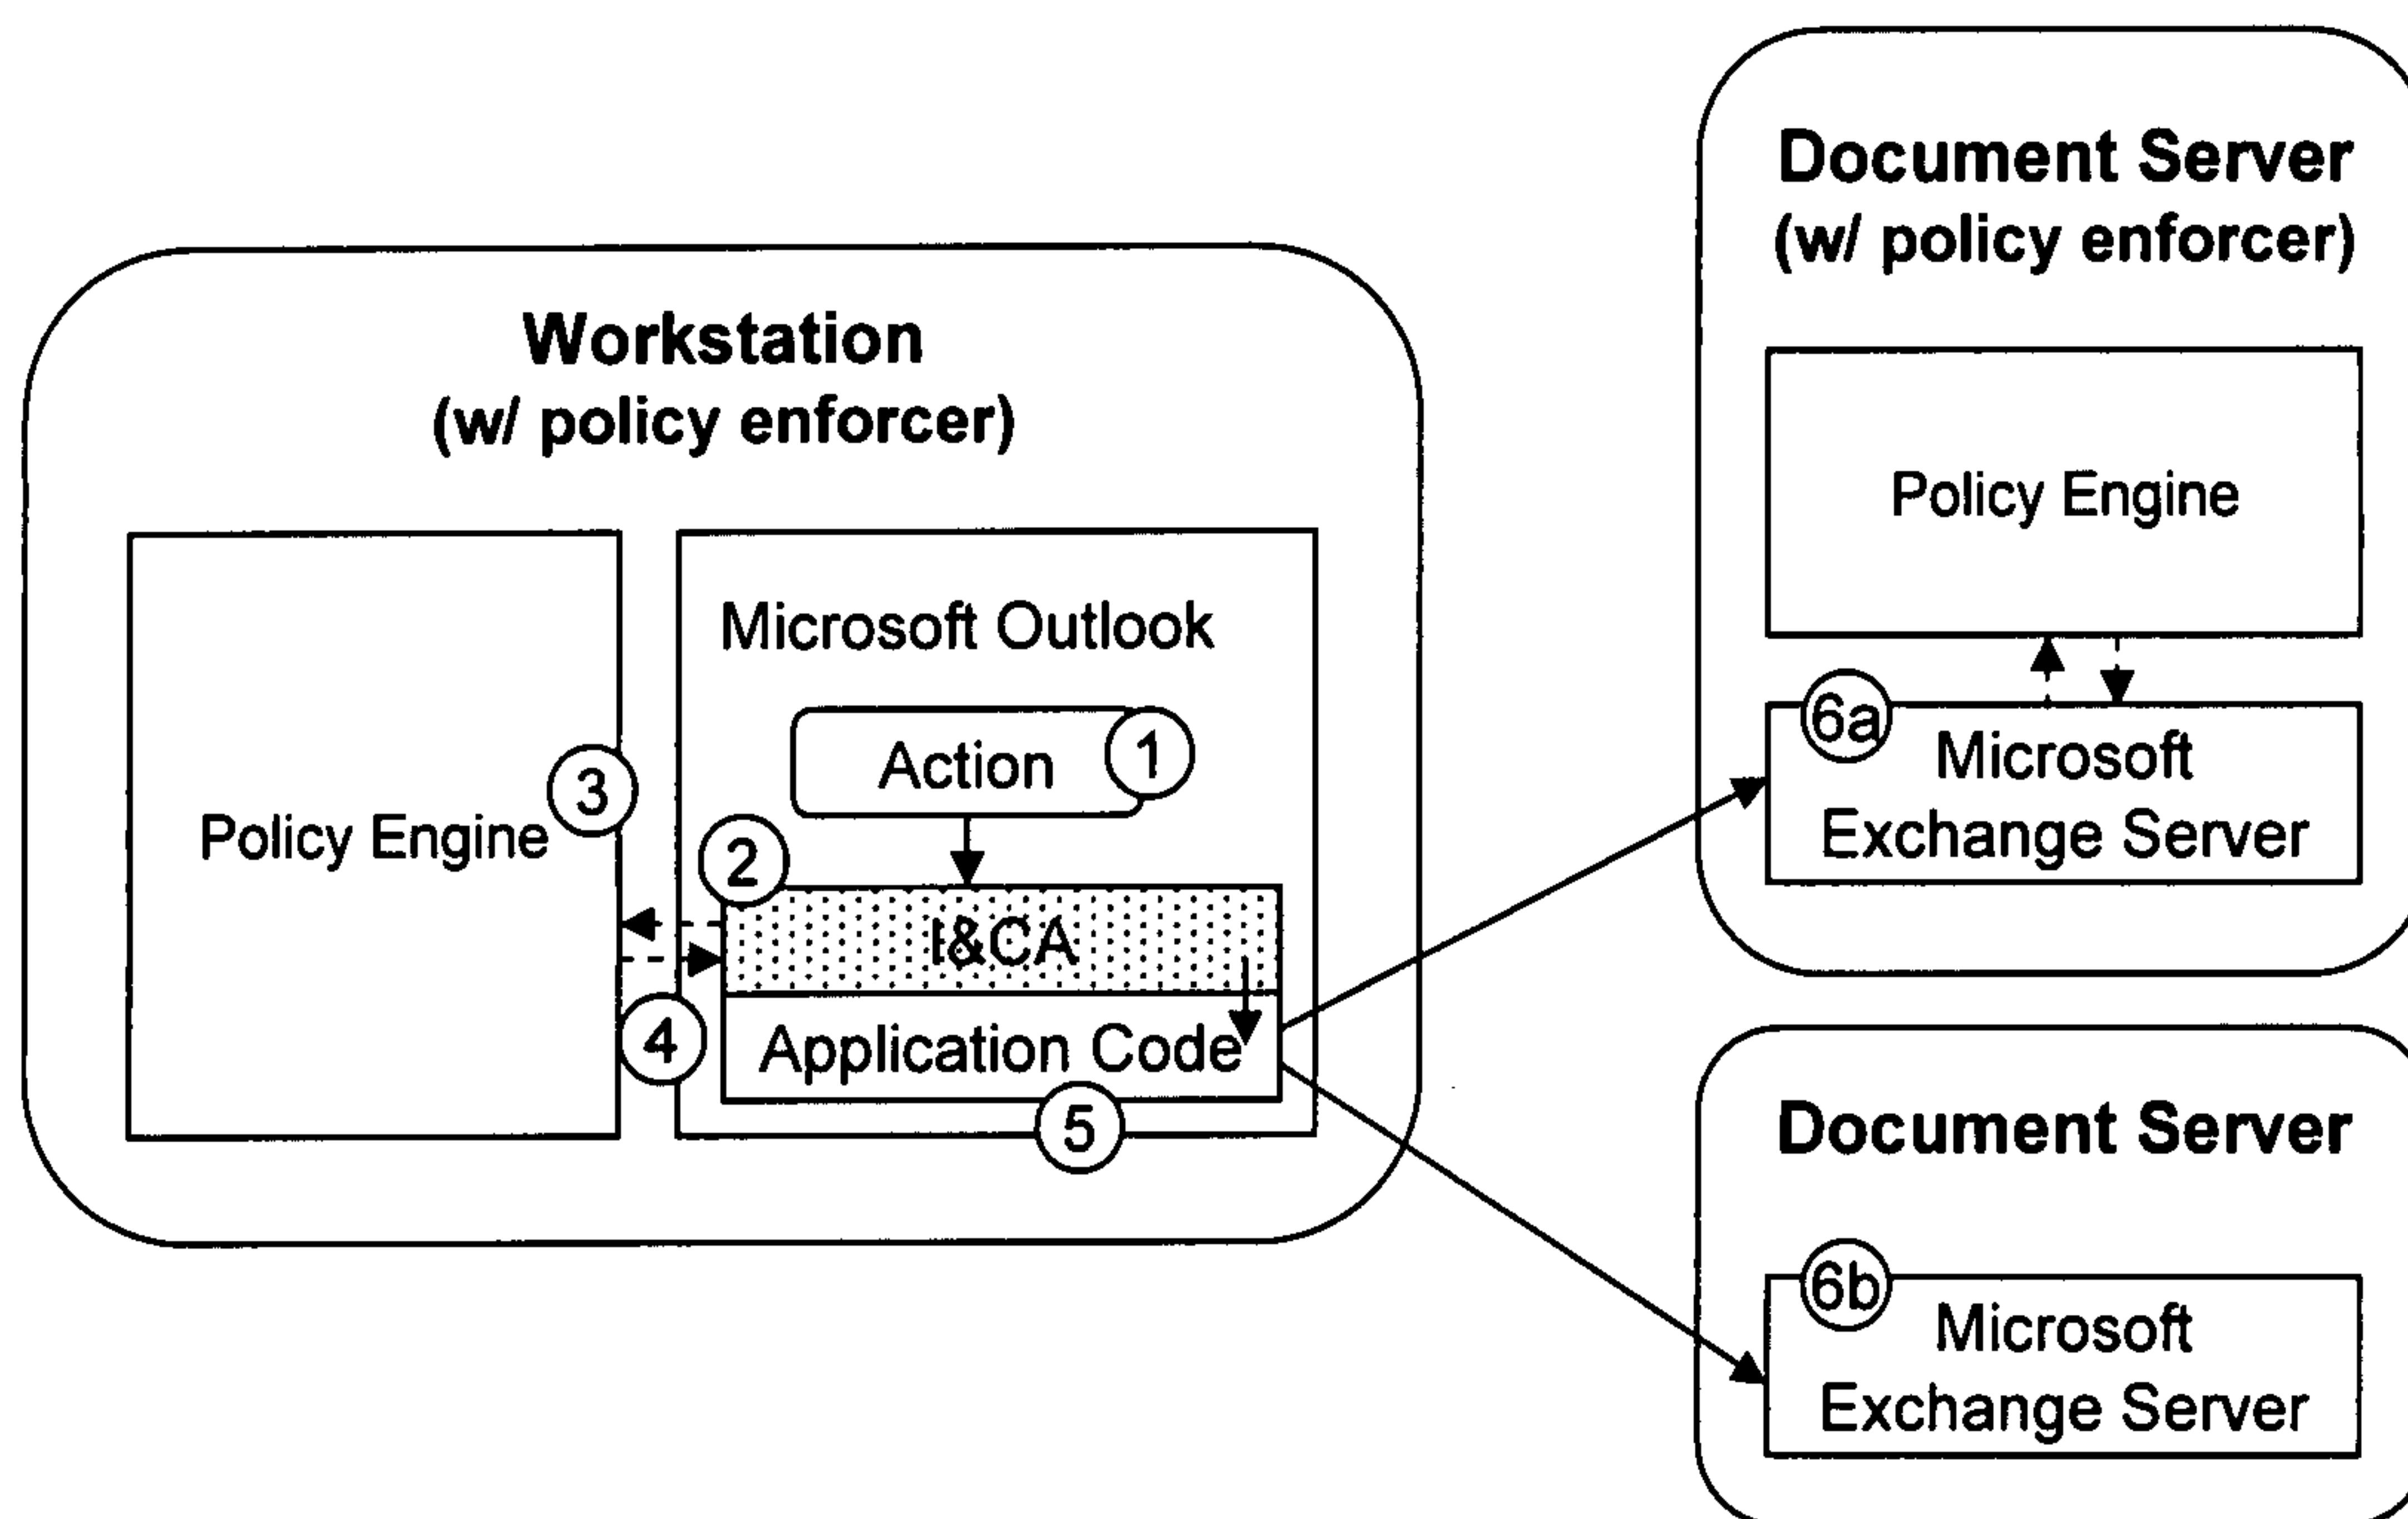 Workstation
(w/ policy enforcer)
Policy Engine
3
4
Microsoft Outlook
Action
1
2
I&CA
Application Code
5
Document Server
(w/ policy enforcer)
Policy Engine
6a
Microsoft
Exchange Server
Document Server
6b
Microsoft
Exchange Server